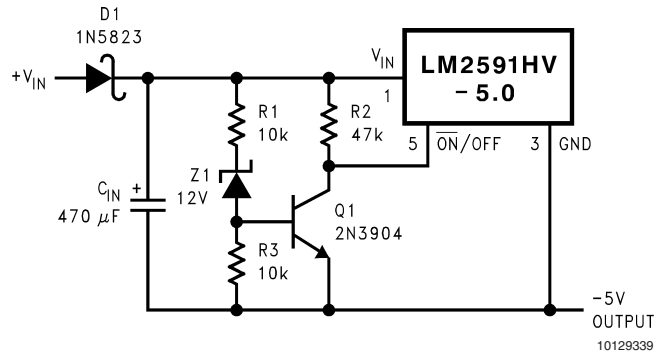 D1
1N5823
+VIN
VIN
1
LM2591HV
– 5.0
R1
10k
R2
47k
5
ON/OFF
3
GND
Z1
12V
CIN
+
470 μF
Q1
2N3904
R3
10k
–5V
OUTPUT
10129339